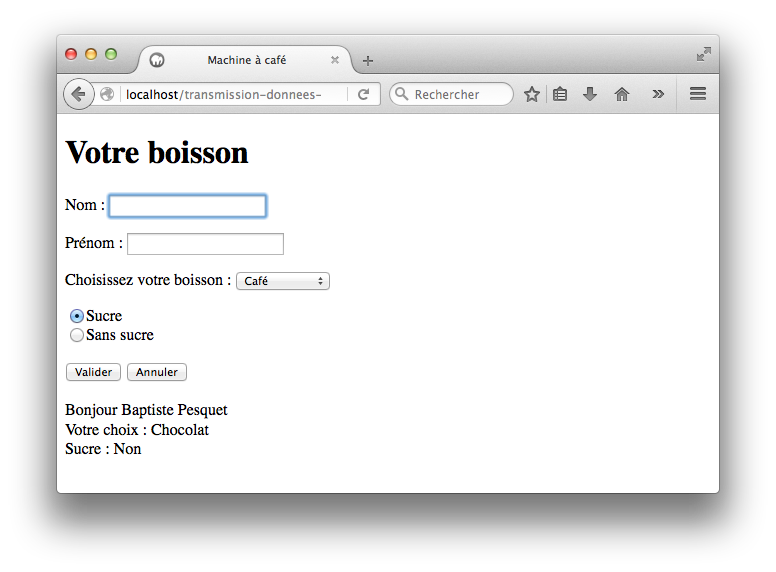 Machine à café
localhost/transmission-donnees-
Rechercher
Votre boisson
Nom :
Prénom :
Choisissez votre boisson : Café
Sucre
Sans sucre
Valider Annuler
Bonjour Baptiste Pesquet
Votre choix : Chocolat
Sucre : Non